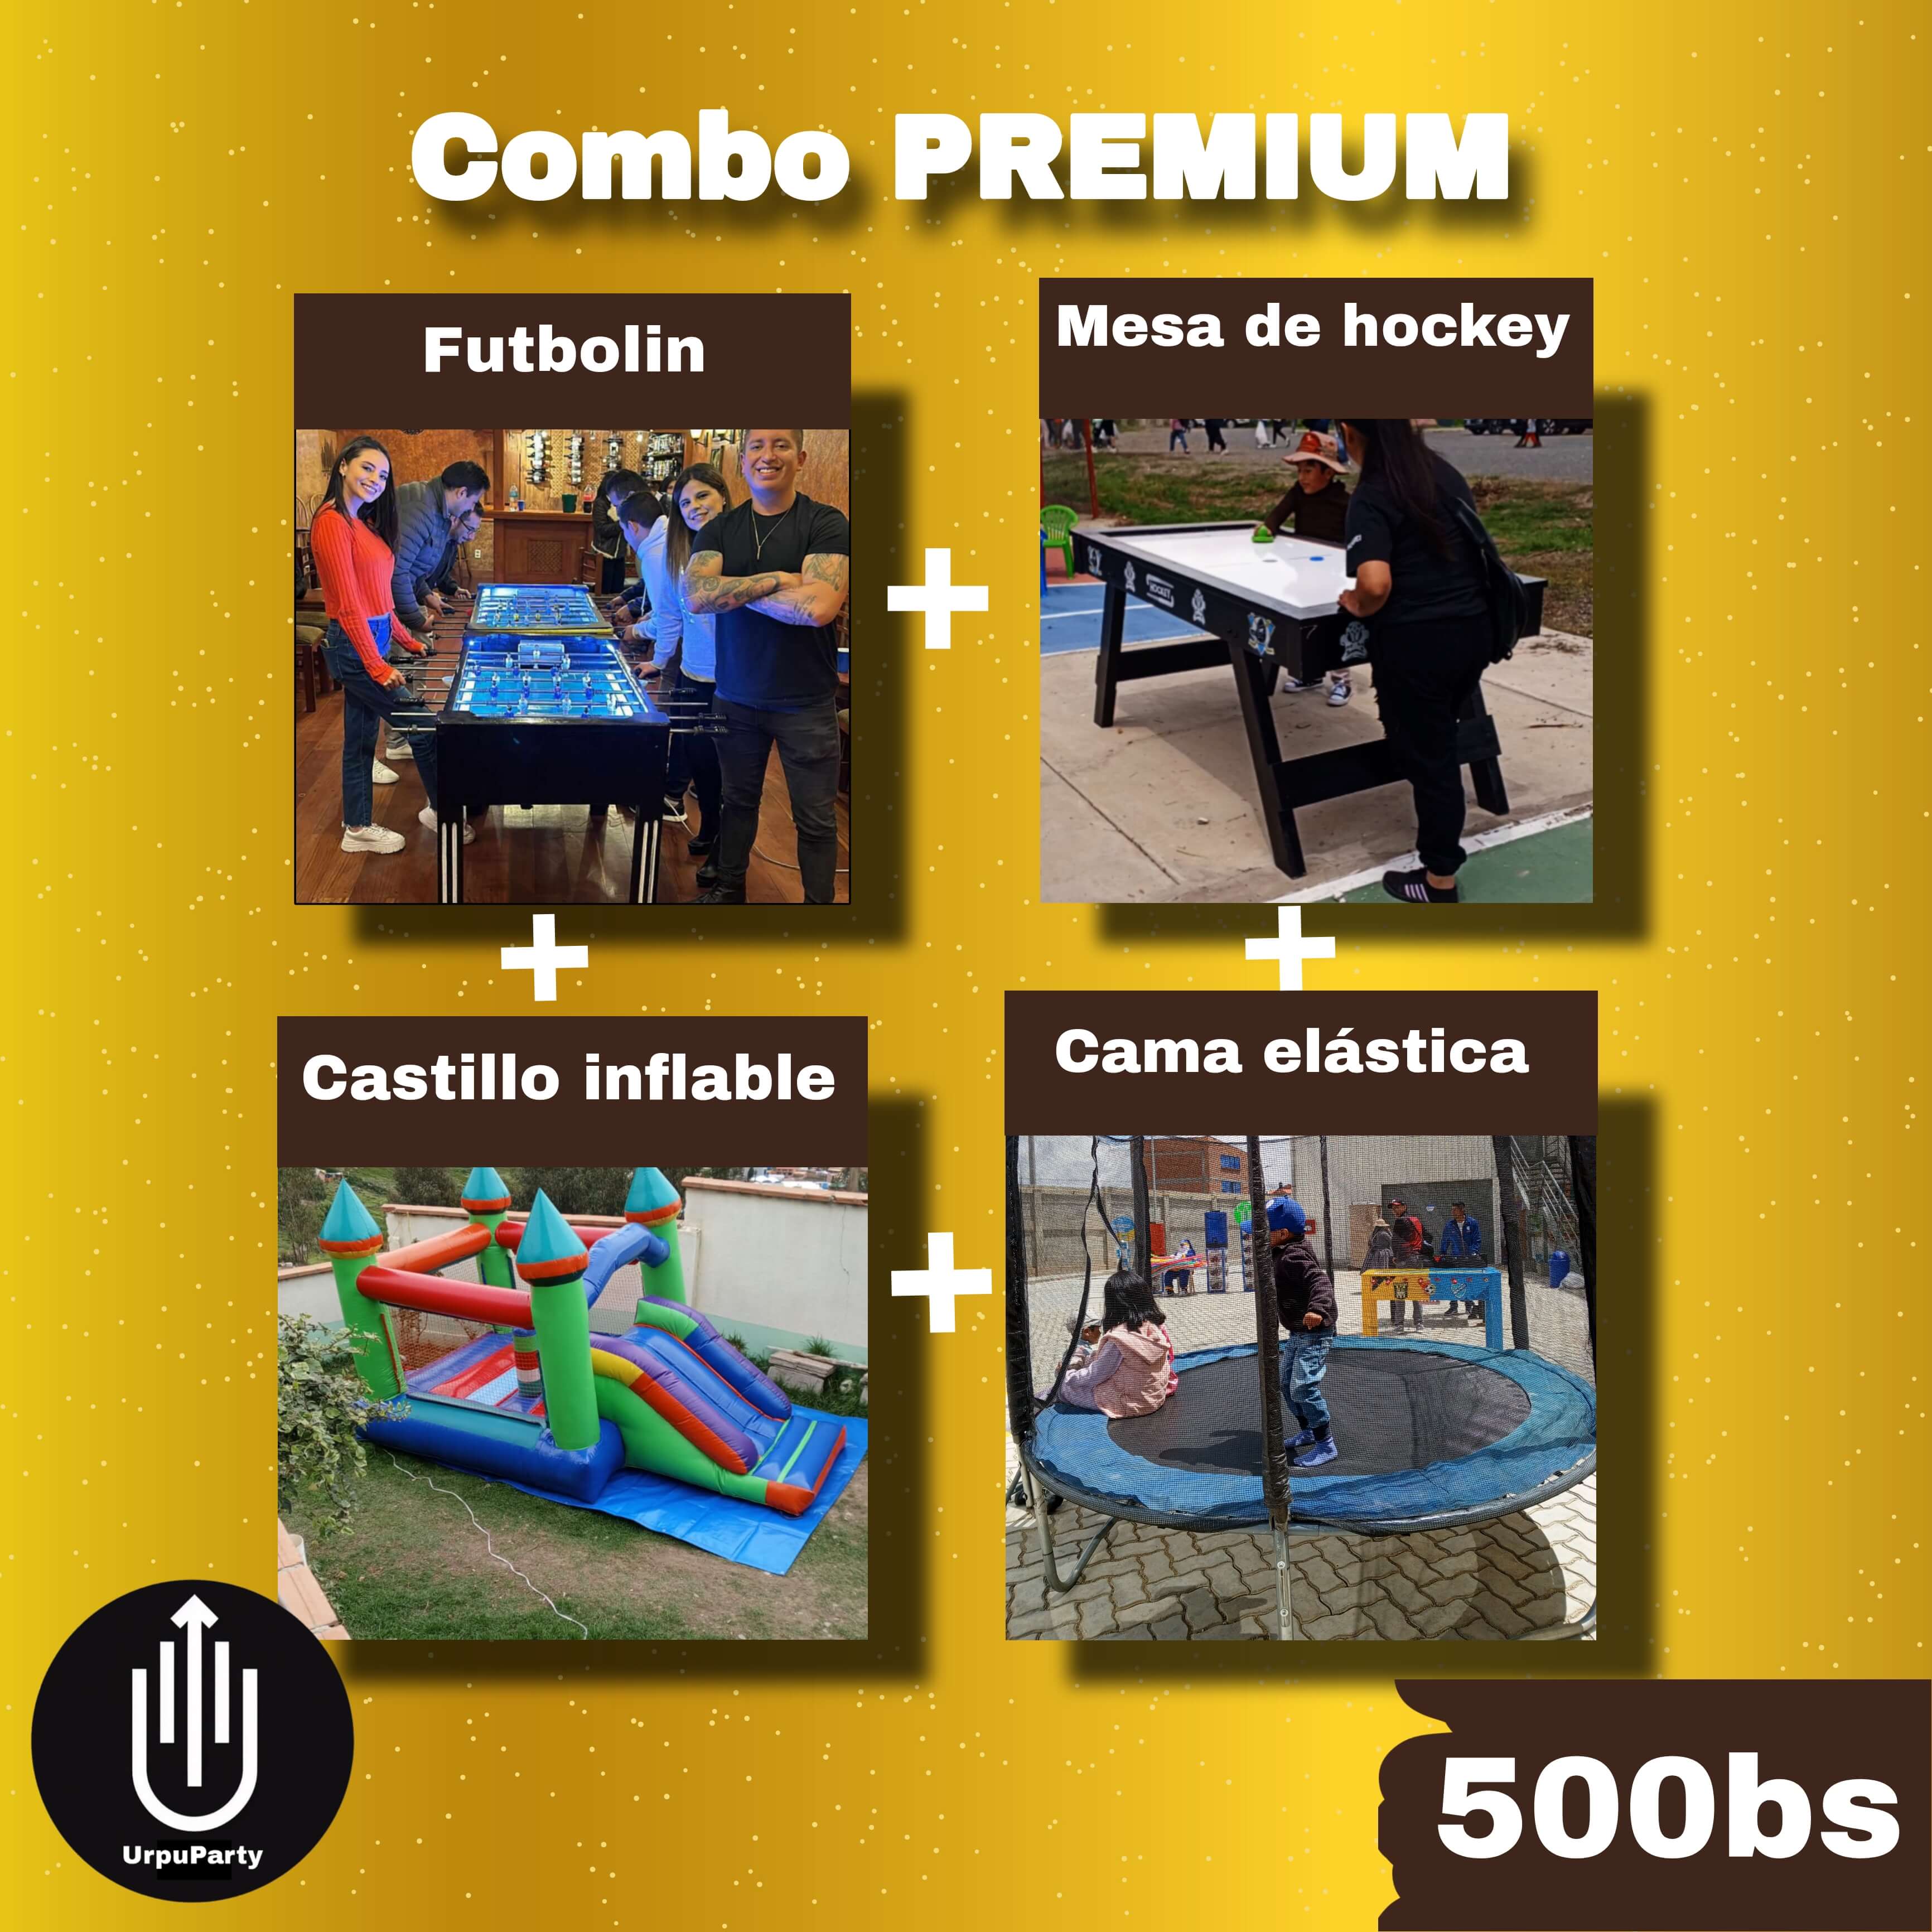 Combo PREMIUM
Futbolin
Mesa de hockey
Castillo inflable
Cama elástica
UrpuParty
500bs